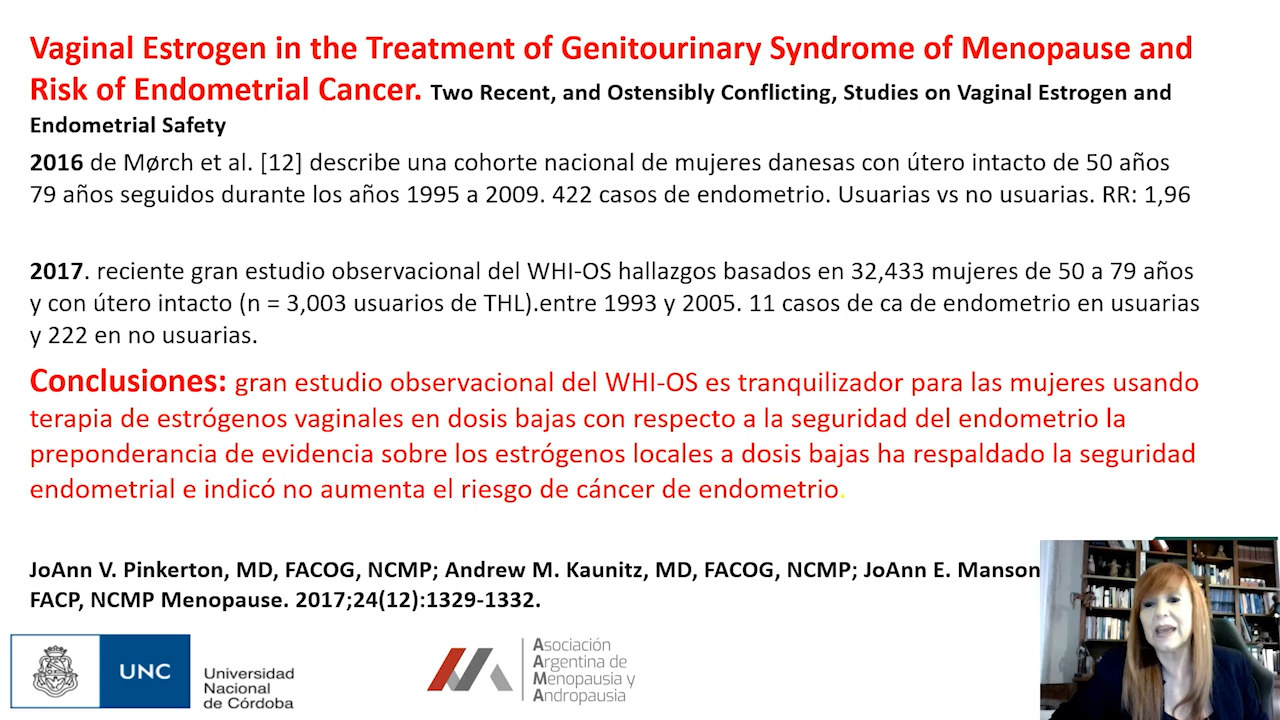 Vaginal Estrogen in the Treatment of Genitourinary Syndrome of Menopause and
Risk of Endometrial Cancer. Two Recent, and Ostensibly Conflicting, Studies on Vaginal Estrogen and
Endometrial Safety
2016 de Mørch et al. [12] describe una cohorte nacional de mujeres danesas con útero intacto de 50 años
79 años seguidos durante los años 1995 a 2009. 422 casos de endometrio. Usuarias vs no usuarias. RR: 1,96
2017. reciente gran estudio observacional del WHI-OS hallazgos basados en 32,433 mujeres de 50 a 79 años
y con útero intacto (n = 3,003 usuarios de THL).entre 1993 y 2005. 11 casos de ca de endometrio en usuarias
y 222 en no usuarias.
Conclusiones: gran estudio observacional del WHI-OS es tranquilizador para las mujeres usando
terapia de estrógenos vaginales en dosis bajas con respecto a la seguridad del endometrio la
preponderancia de evidencia sobre los estrógenos locales a dosis bajas ha respaldado la seguridad
endometrial e indicó no aumenta el riesgo de cáncer de endometrio.
JoAnn V. Pinkerton, MD, FACOG, NCMP; Andrew M. Kaunitz, MD, FACOG, NCMP; JoAnn E. Manson
FACP, NCMP Menopause. 2017;24(12):1329-1332.
UNC
Universidad
Nacional
de Córdoba
Asociación
Argentina de
Menopausia y
Andropausia